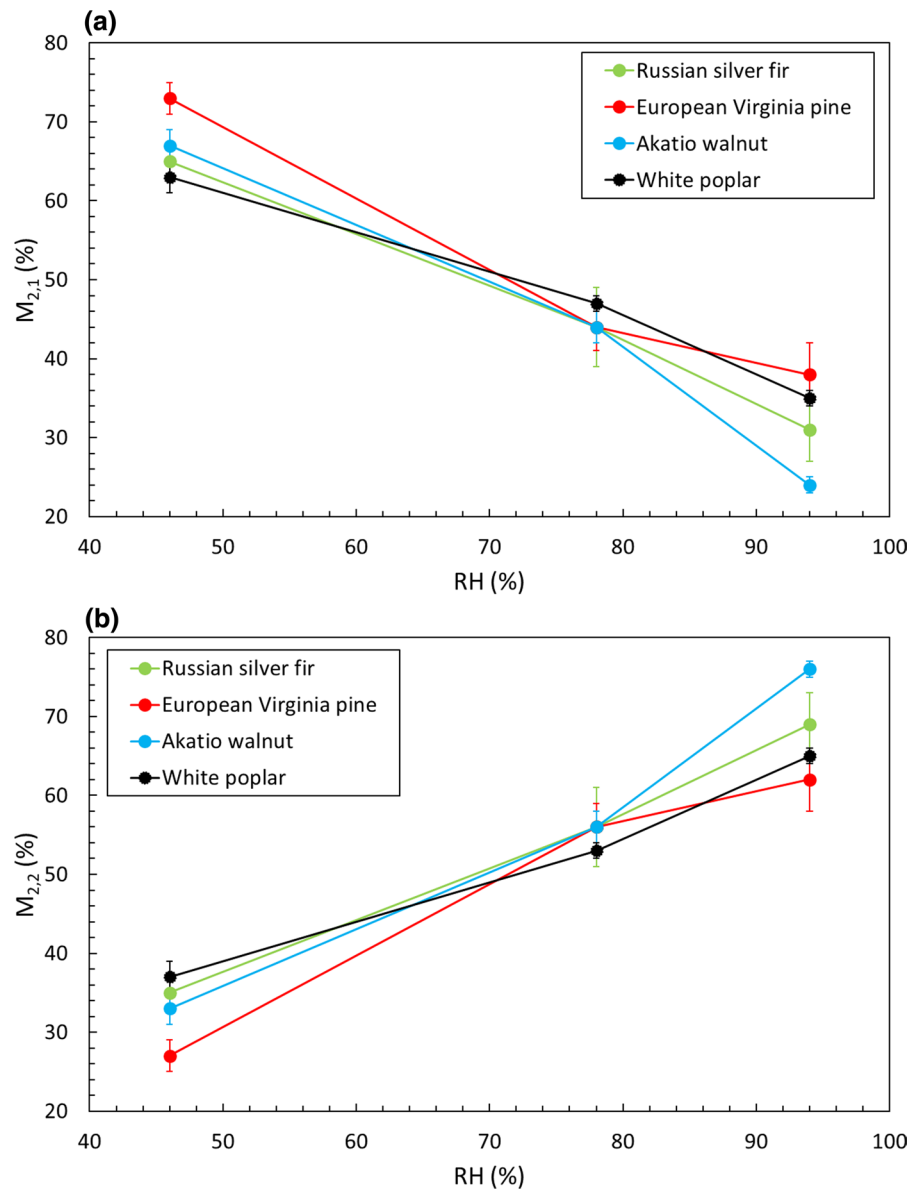 (a)
80
70
60
50
40
30
20
M2,1 (%)
Russian silver fir
European Virginia pine
Akatio walnut
White poplar
40 50 60 70 80 90 100
RH (%)
(b)
80
70
60
50
40
30
20
M2,2 (%)
Russian silver fir
European Virginia pine
Akatio walnut
White poplar
40 50 60 70 80 90 100
RH (%)